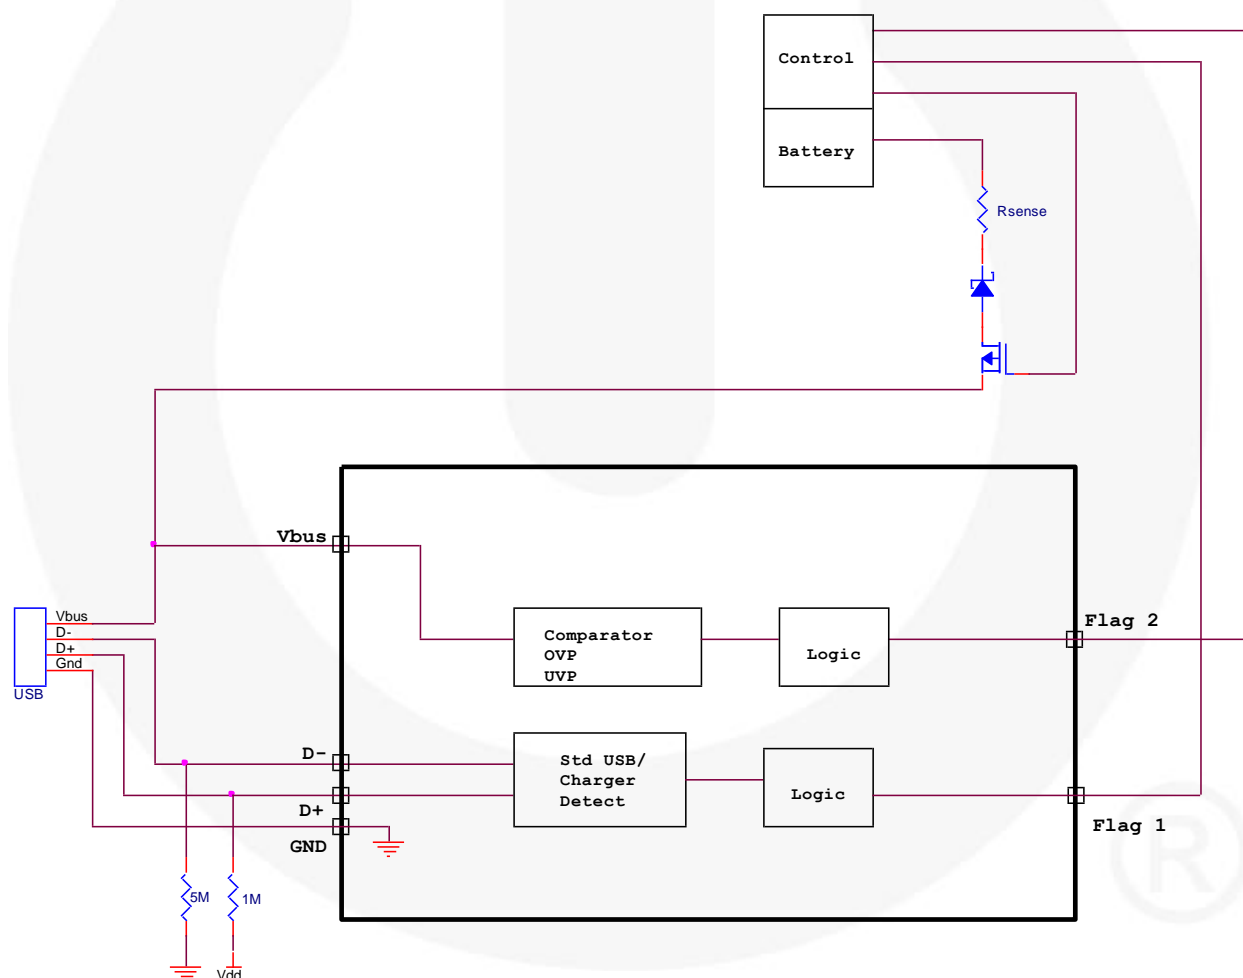 Control
Battery
Rsense
Vbus
Vbus
D-
D+
Gnd
USB
Comparator
OVP
UVP
Logic
Flag 2
D-
D+
GND
Std USB/
Charger
Detect
Logic
Flag 1
5M
1M
Vdd
®